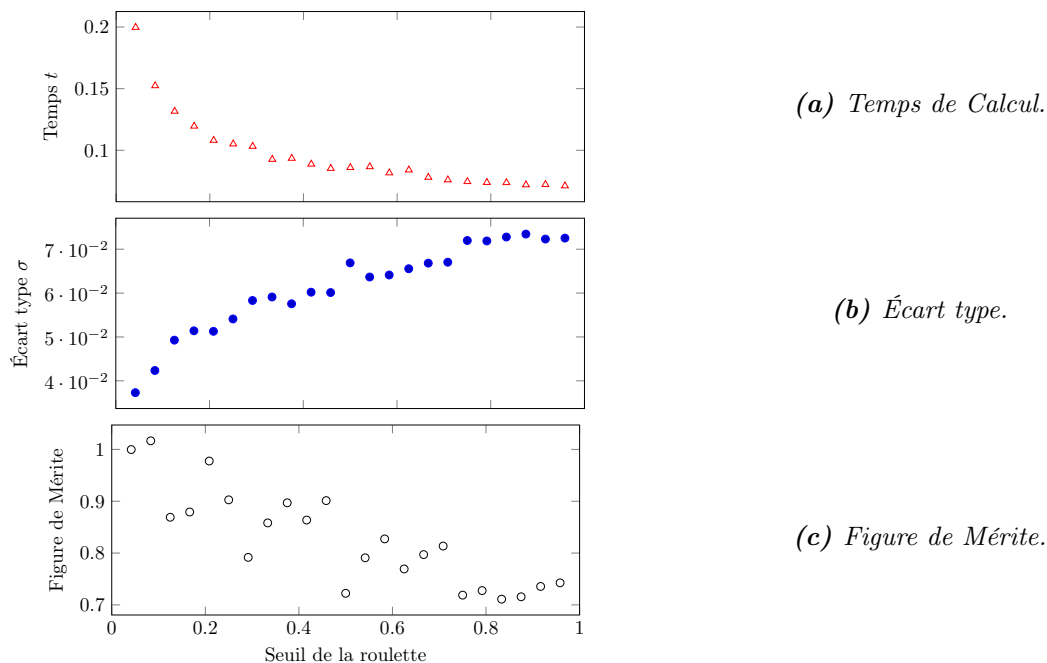 0.2
0.15
0.1
Temps t
(a) Temps de Calcul.
7 · 10⁻²
6 · 10⁻²
5 · 10⁻²
4 · 10⁻²
Écart type σ
(b) Écart type.
1
0.9
0.8
0.7
Figure de Mérite
(c) Figure de Mérite.
0 0.2 0.4 0.6 0.8 1
Seuil de la roulette